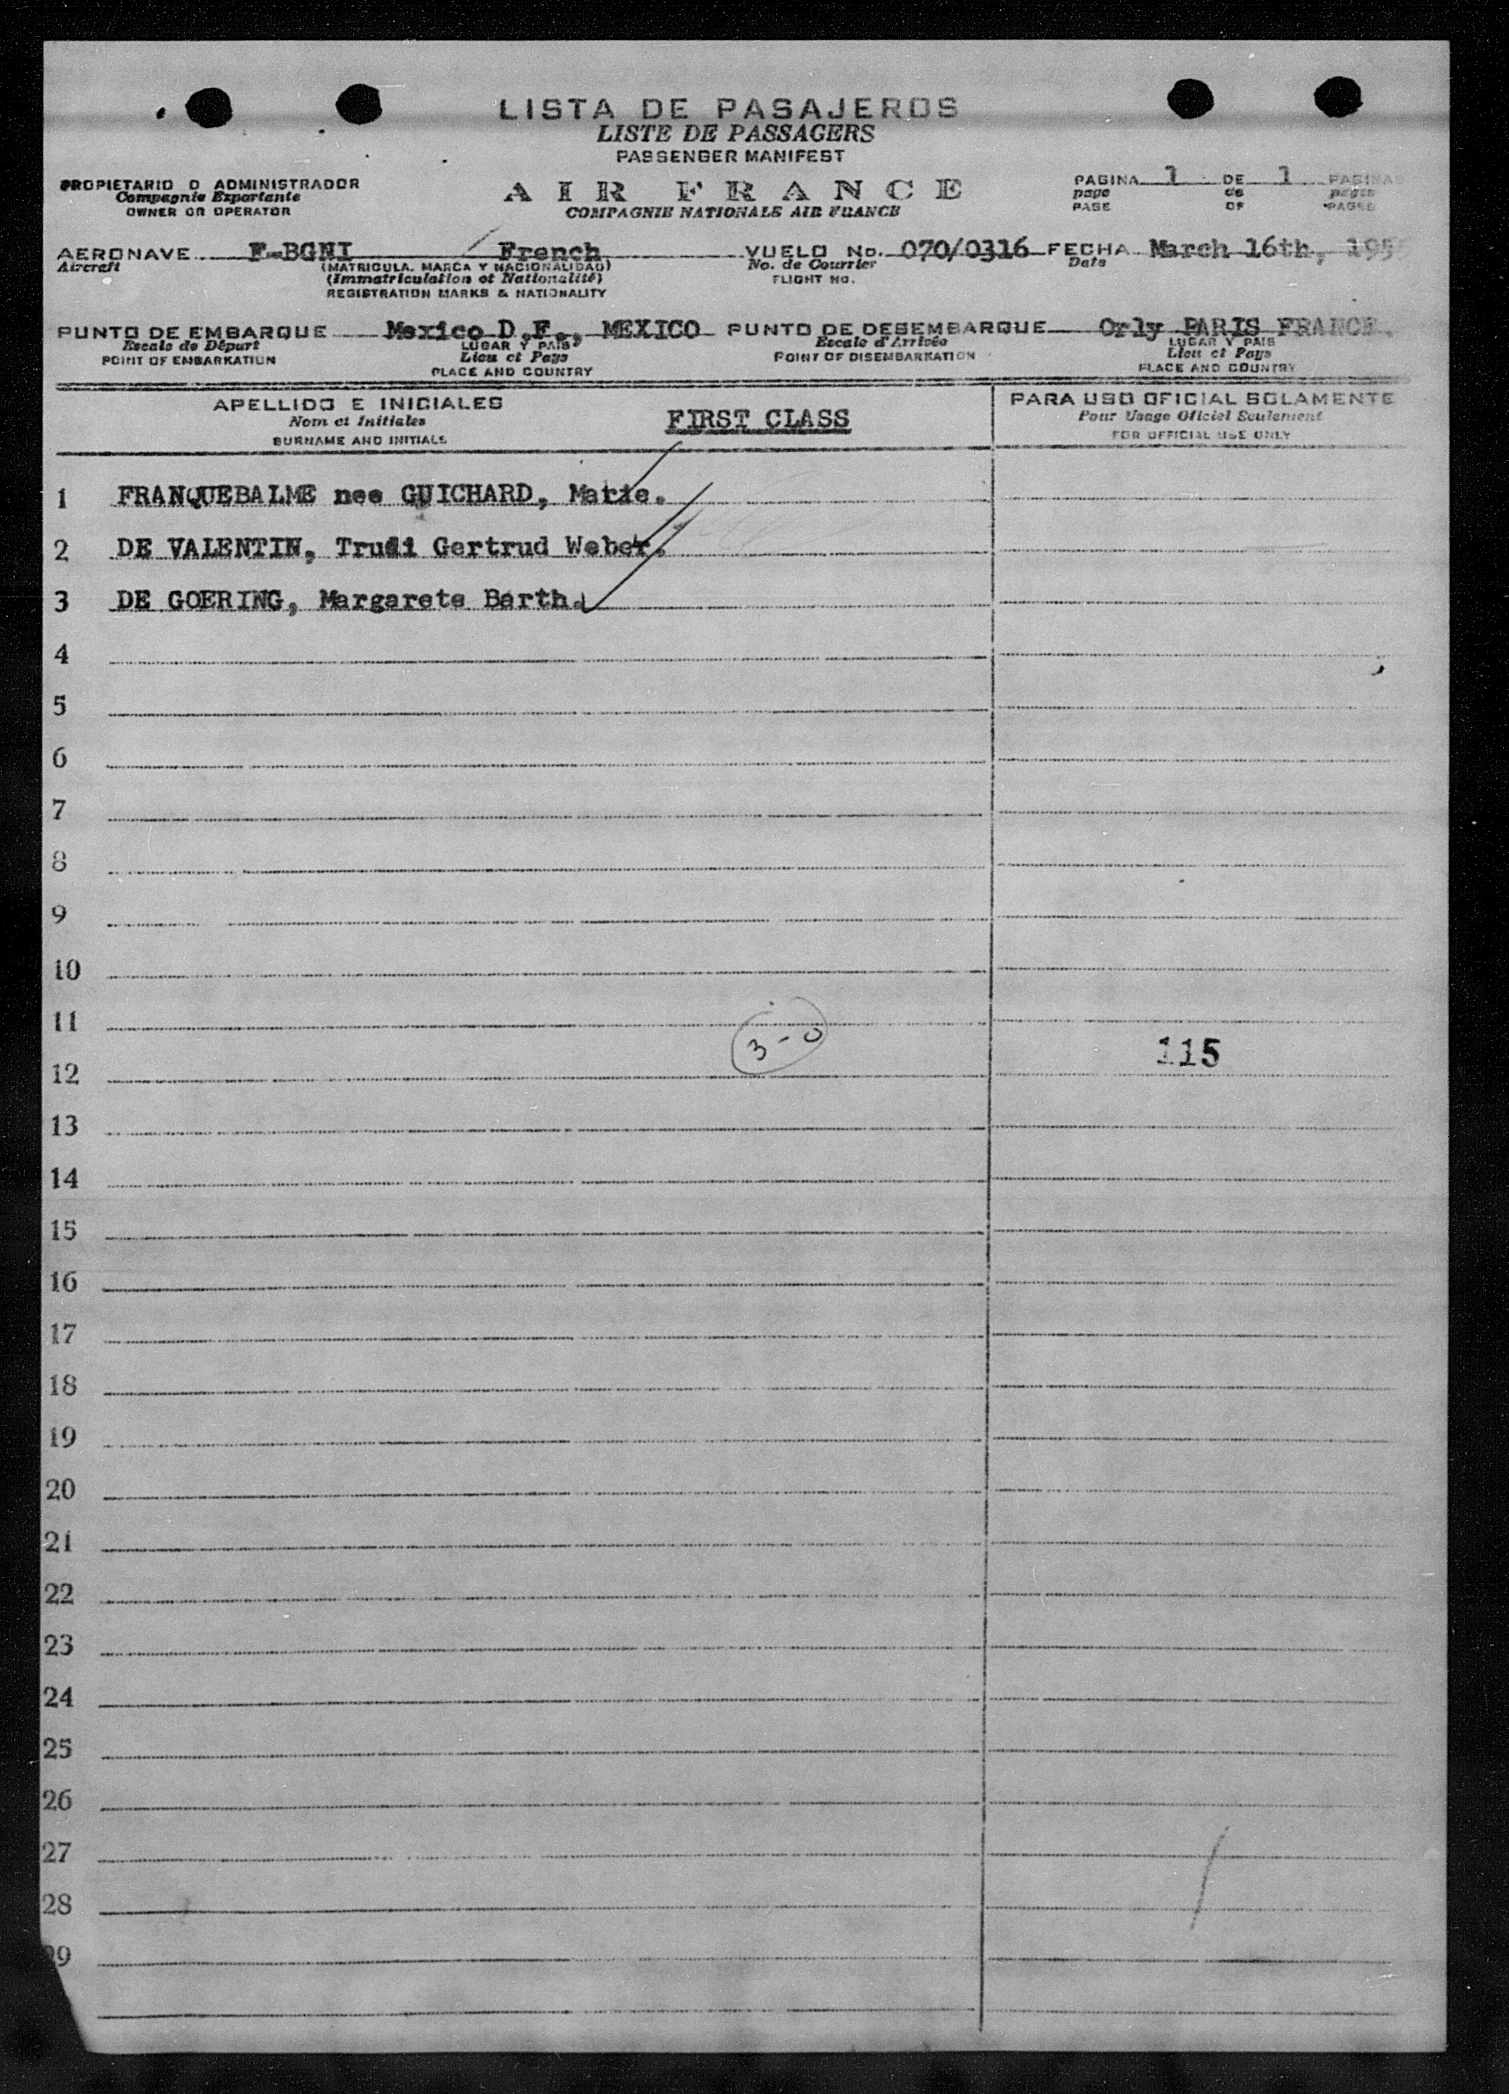 LISTA DE PASAJEROS
LISTE DE PASSAGERS
PASSENGER MANIFEST
PROPIETARIO O ADMINISTRADOR
Compagnie Exportante
OWNER OR OPERATOR
AIR FRANCE
COMPAGNIE NATIONALE AIR FRANCE
PAGINA 1 DE 1 PAGINAS
page de pages
PAGE OF PAGES
AERONAVE F-BGNI / French VUELO No. 070/0316 FECHA March 16th, 195
Aircraft (MATRICULA, MARCA Y NACIONALIDAD) No. de Courrier Date
(Immatriculation et Nationalité) FLIGHT NO.
REGISTRATION MARKS & NATIONALITY
PUNTO DE EMBARQUE Mexico D.F., MEXICO PUNTO DE DESEMBARQUE Orly PARIS FRANCE.
Escale de Départ LUGAR Y PAIS Escale d'Arrivée LUGAR Y PAIS
POINT OF EMBARKATION Lieu et Pays POINT OF DISEMBARKATION Lieu et Pays
PLACE AND COUNTRY PLACE AND COUNTRY
APELLIDO E INICIALES
Nom et Initiales
SURNAME AND INITIALS
FIRST CLASS
PARA USO OFICIAL SOLAMENTE
Pour Usage Officiel Seulement
FOR OFFICIAL USE ONLY
1 FRANQUEBALME nee GUICHARD, Marie.
2 DE VALENTIN, Trudi Gertrud Weber.
3 DE GOERING, Margarete Barth.
4
5
6
7
8
9
10
11
3-0
115
12
13
14
15
16
17
18
19
20
21
22
23
24
25
26
27
28
29